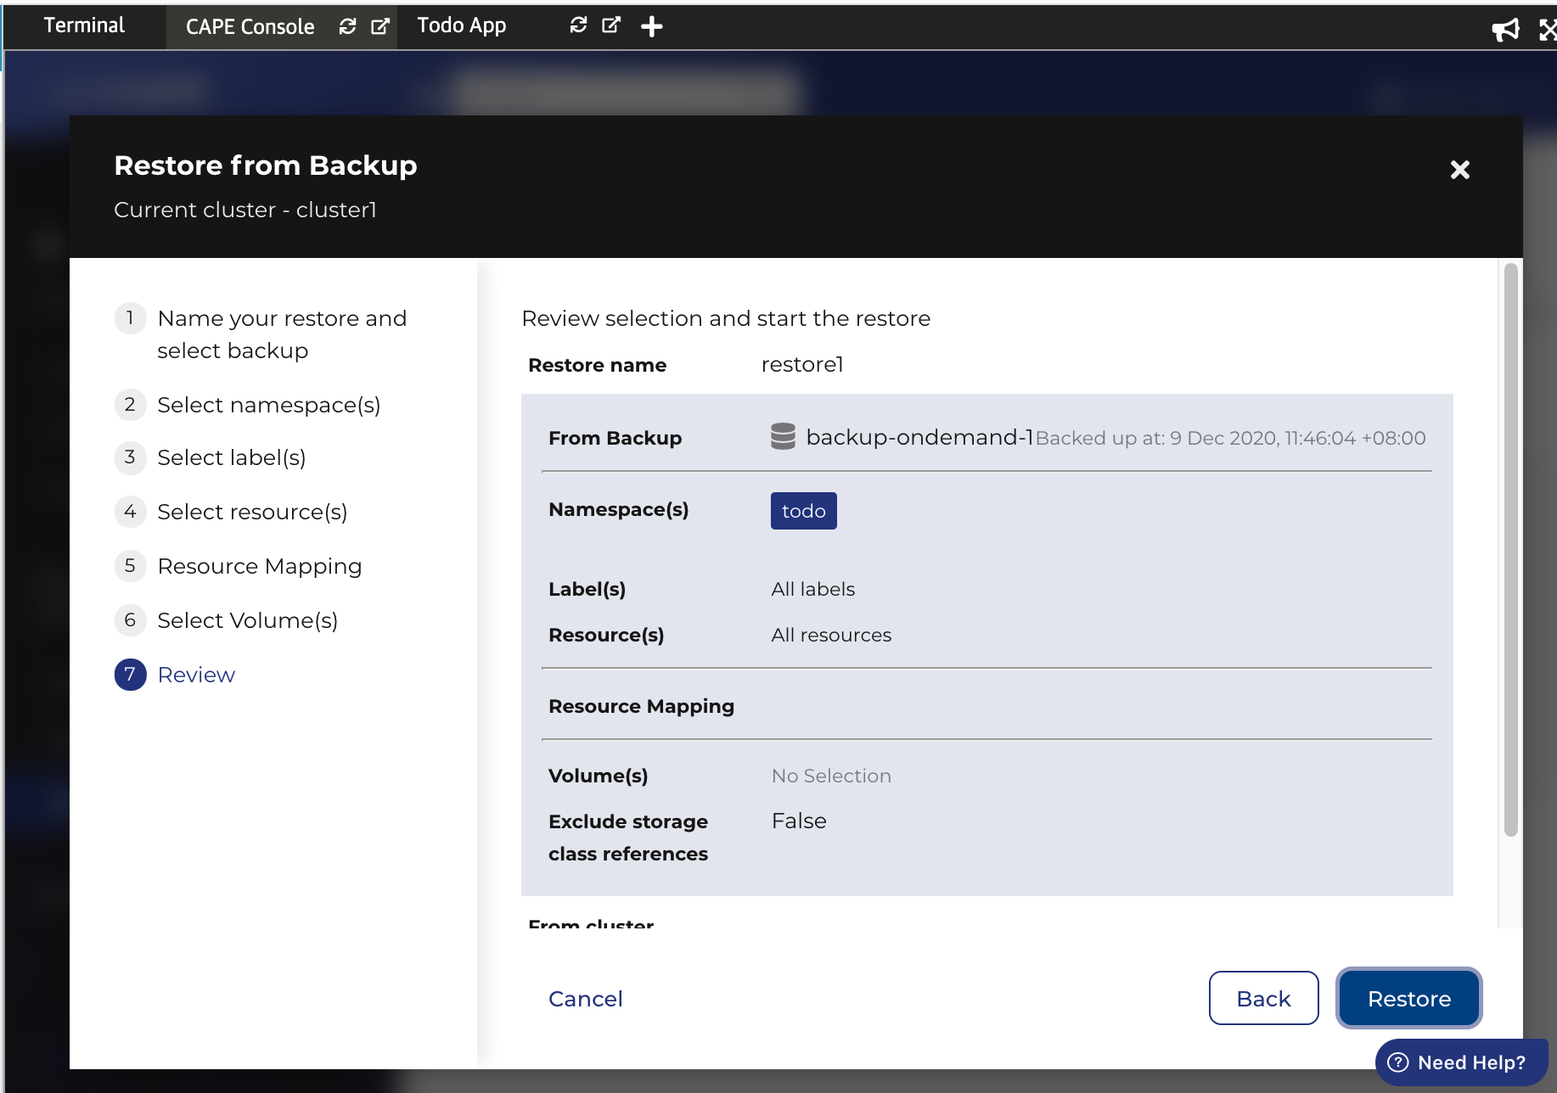 Terminal
CAPE Console
Todo App
Restore from Backup
Current cluster - cluster1
1 Name your restore and
select backup
2 Select namespace(s)
3 Select label(s)
4 Select resource(s)
5 Resource Mapping
6 Select Volume(s)
7 Review
Review selection and start the restore
Restore name restore1
From Backup backup-ondemand-1 Backed up at: 9 Dec 2020, 11:46:04 +08:00
Namespace(s) todo
Label(s) All labels
Resource(s) All resources
Resource Mapping
Volume(s) No Selection
Exclude storage False
class references
From cluster
Cancel
Back
Restore
? Need Help?